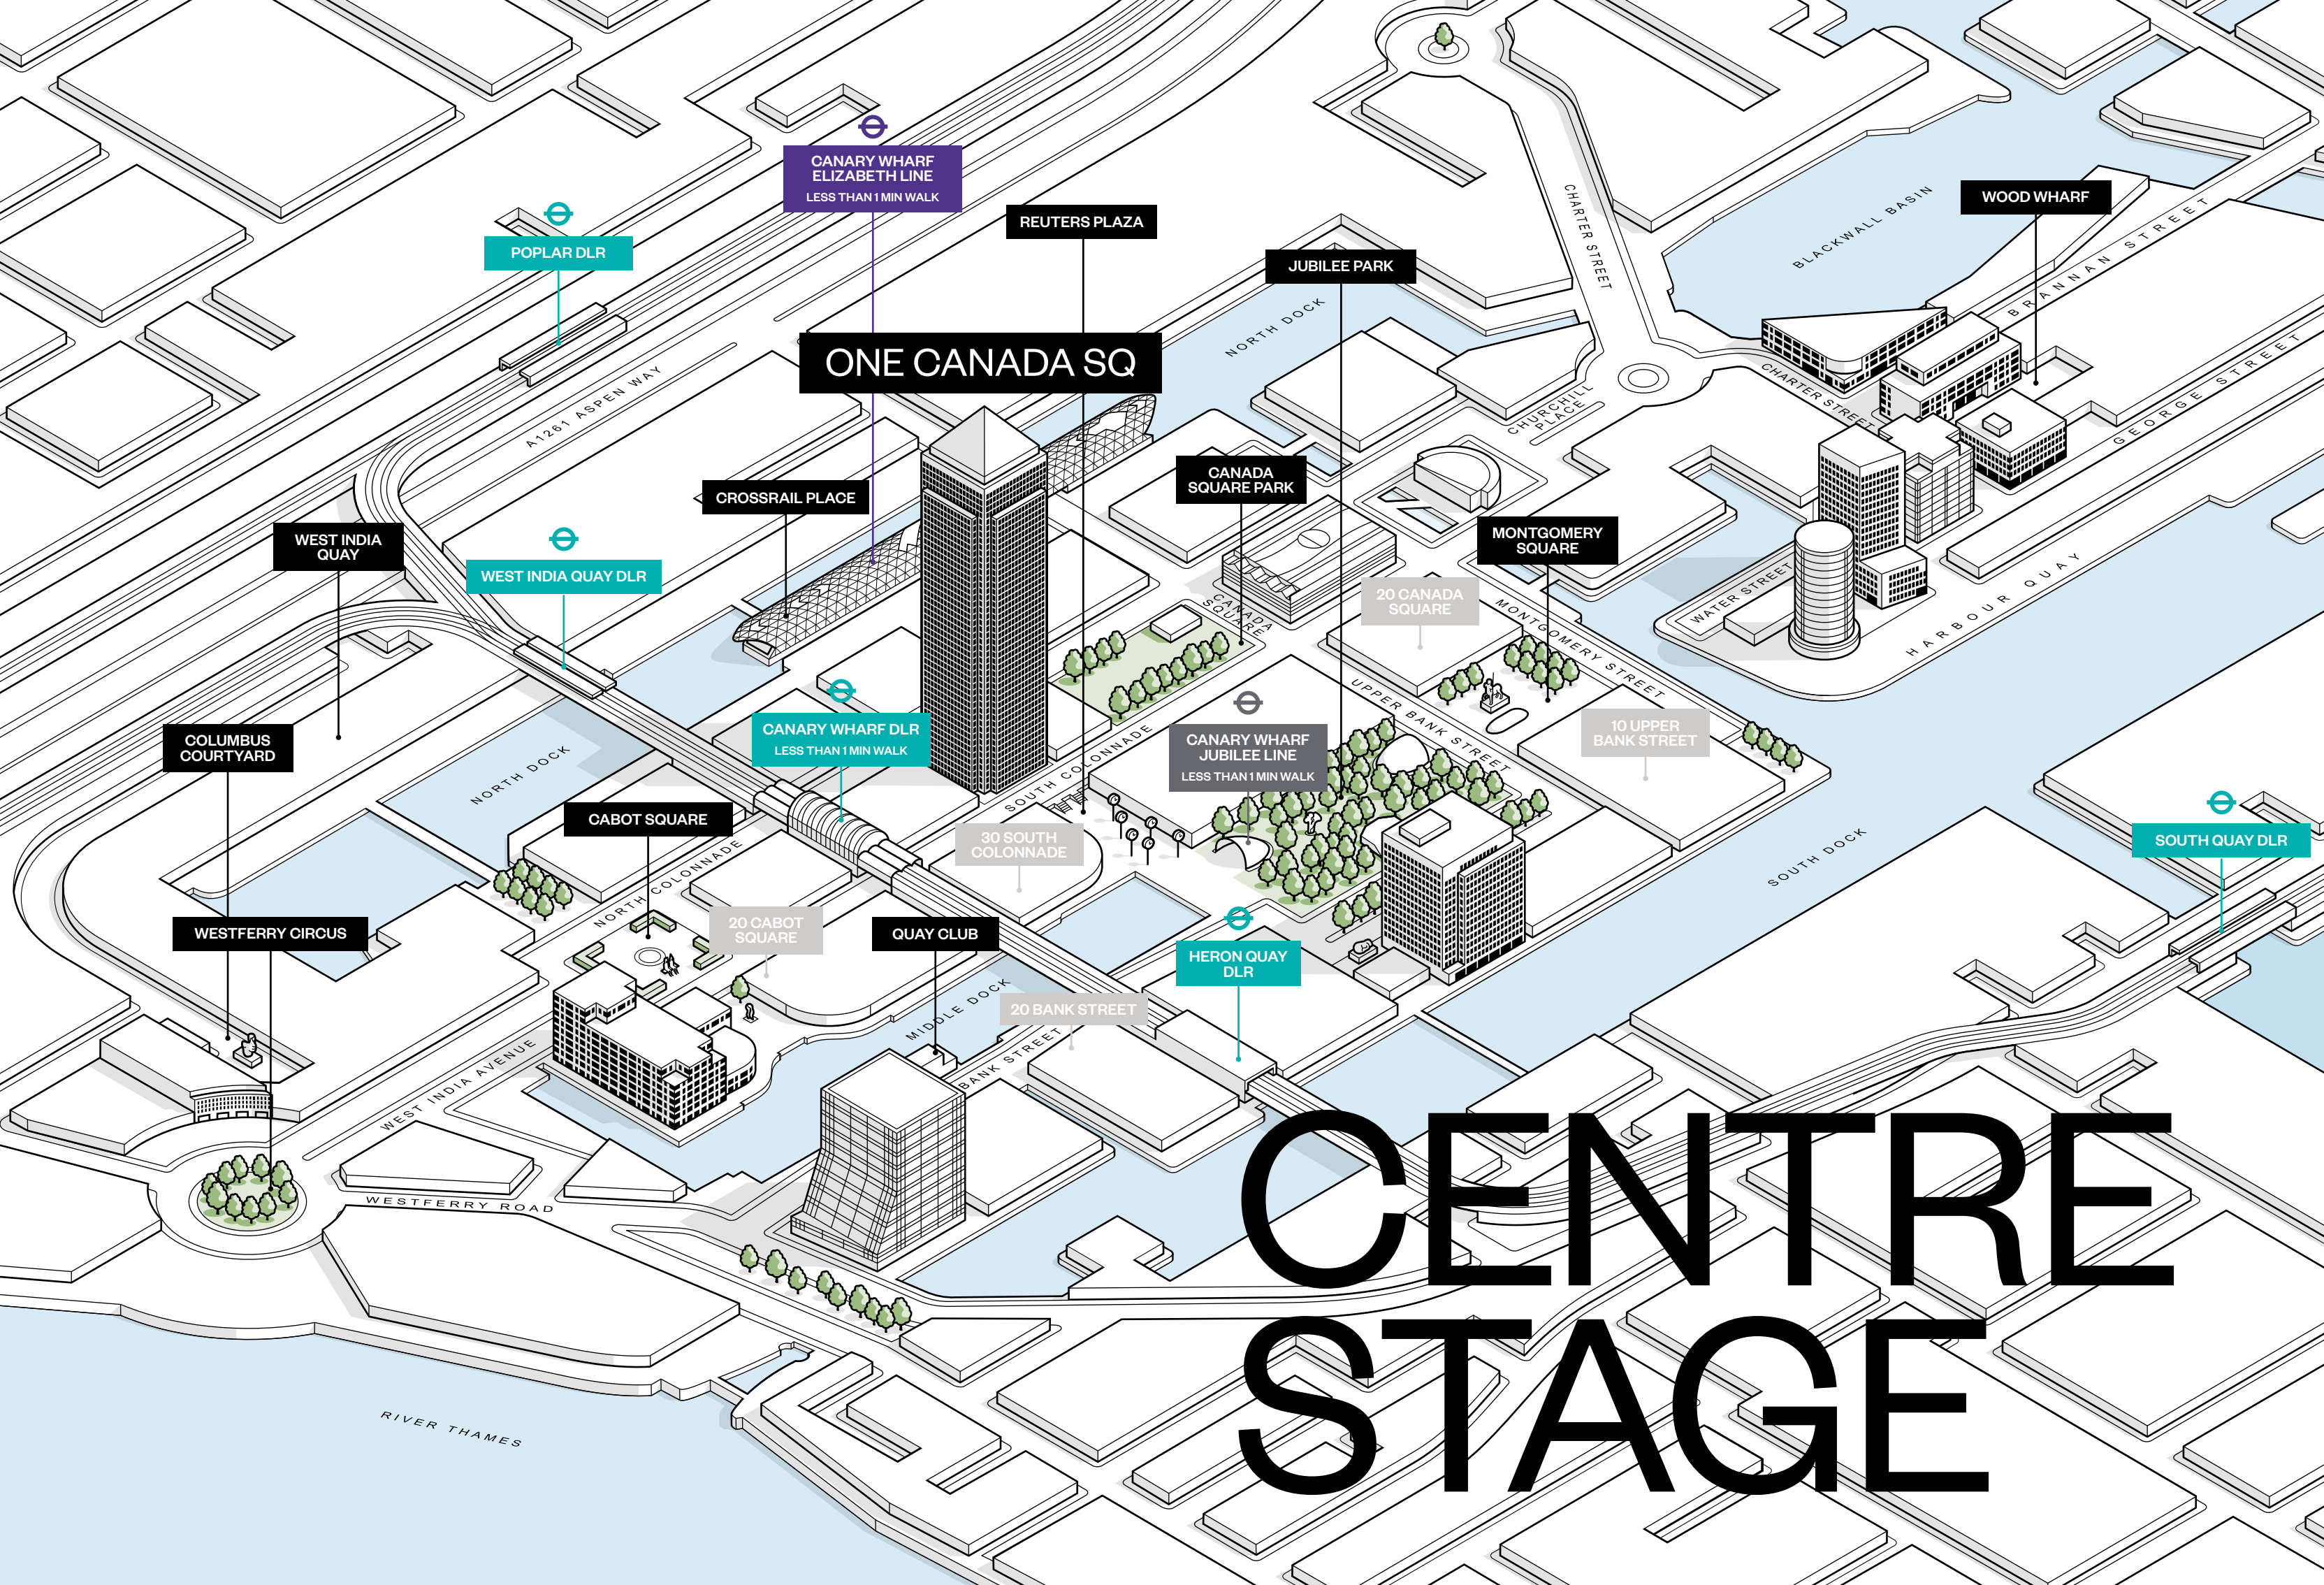 CANARY WHARF
ELIZABETH LINE
LESS THAN 1 MIN WALK
POPLAR DLR
REUTERS PLAZA
WOOD WHARF
JUBILEE PARK
CHARTER STREET
BLACKWALL BASIN
BRANNAN STREET
NORTH DOCK
ONE CANADA SQ
A1261 ASPEN WAY
CHARTER STREET
GEORGE STREET
CHURCHILL
PLACE
CROSSRAIL PLACE
CANADA
SQUARE PARK
WEST INDIA
QUAY
MONTGOMERY
SQUARE
WEST INDIA QUAY DLR
20 CANADA
SQUARE
CANADA
SQUARE
WATER STREET
HARBOUR QUAY
MONTGOMERY STREET
UPPER BANK STREET
COLUMBUS
COURTYARD
NORTH DOCK
CANARY WHARF DLR
LESS THAN 1 MIN WALK
SOUTH COLONNADE
CANARY WHARF
JUBILEE LINE
LESS THAN 1 MIN WALK
10 UPPER
BANK STREET
CABOT SQUARE
30 SOUTH
COLONNADE
SOUTH DOCK
SOUTH QUAY DLR
NORTH COLONNADE
WESTFERRY CIRCUS
20 CABOT
SQUARE
QUAY CLUB
HERON QUAY
DLR
MIDDLE DOCK
20 BANK STREET
BANK STREET
WEST INDIA AVENUE
WESTFERRY ROAD
CENTRE
STAGE
RIVER THAMES